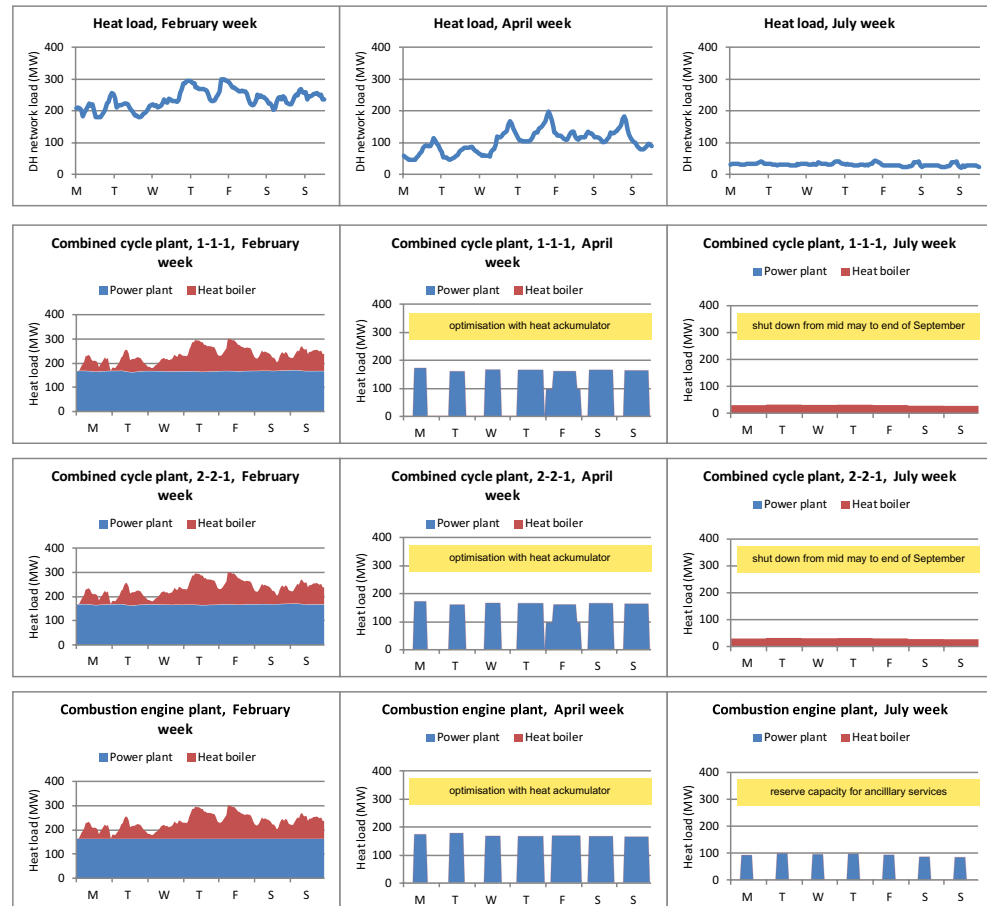 Heat load, February week
DH network load (MW)
400
300
200
100
0
M T W T F S S
Heat load, April week
DH network load (MW)
400
300
200
100
0
M T W T F S S
Heat load, July week
DH network load (MW)
400
300
200
100
0
M T W T F S S
Combined cycle plant, 1-1-1, February
week
Power plant Heat boiler
Heat load (MW)
400
300
200
100
0
M T W T F S S
Combined cycle plant, 1-1-1, April
week
Power plant Heat boiler
optimisation with heat ackumulator
Heat load (MW)
400
300
200
100
0
M T W T F S S
Combined cycle plant, 1-1-1, July week
Power plant Heat boiler
shut down from mid may to end of September
Heat load (MW)
400
300
200
100
0
M T W T F S S
Combined cycle plant, 2-2-1, February
week
Power plant Heat boiler
Heat load (MW)
400
300
200
100
0
M T W T F S S
Combined cycle plant, 2-2-1, April
week
Power plant Heat boiler
optimisation with heat ackumulator
Heat load (MW)
400
300
200
100
0
M T W T F S S
Combined cycle plant, 2-2-1, July week
Power plant Heat boiler
shut down from mid may to end of September
Heat load (MW)
400
300
200
100
0
M T W T F S S
Combustion engine plant, February
week
Power plant Heat boiler
Heat load (MW)
400
300
200
100
0
M T W T F S S
Combustion engine plant, April week
Power plant Heat boiler
optimisation with heat ackumulator
Heat load (MW)
400
300
200
100
0
M T W T F S S
Combustion engine plant, July week
Power plant Heat boiler
reserve capacity for ancilllary services
Heat load (MW)
400
300
200
100
0
M T W T F S S